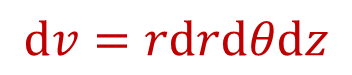 dv = rdrdθdz